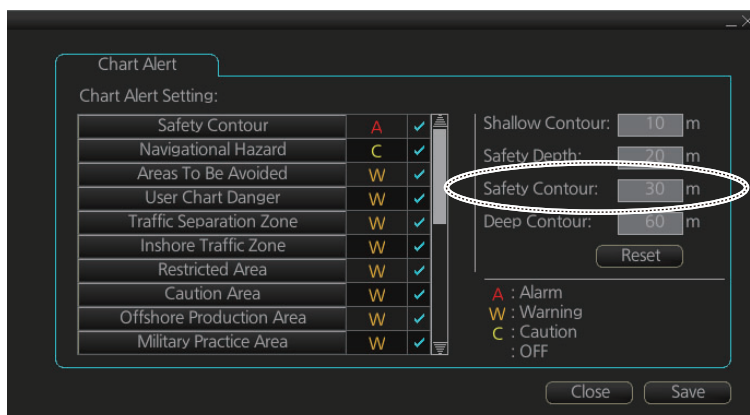 Chart Alert
Chart Alert Setting:
Safety Contour A
Navigational Hazard C
Areas To Be Avoided W
User Chart Danger W
Traffic Separation Zone W
Inshore Traffic Zone W
Restricted Area W
Caution Area W
Offshore Production Area W
Military Practice Area W
Shallow Contour: 10 m
Safety Depth: 20 m
Safety Contour: 30 m
Deep Contour: 60 m
Reset
A : Alarm
W : Warning
C : Caution
: OFF
Close Save